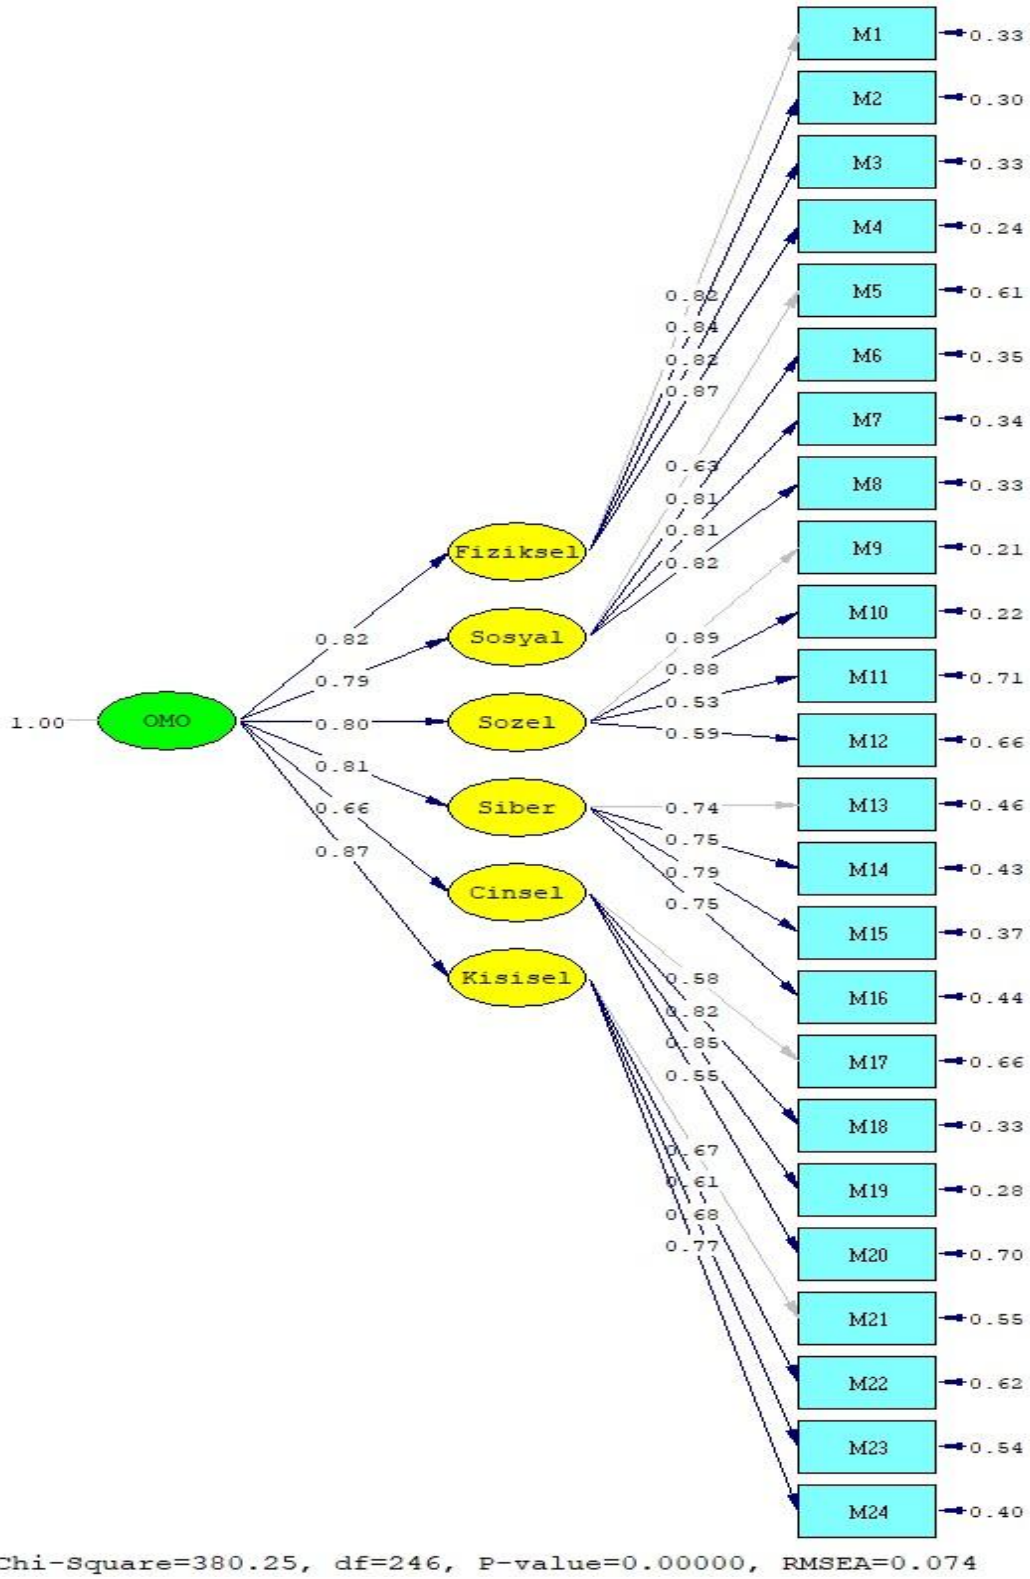 M1 0.33
M2 0.30
M3 0.33
M4 0.24
M5 0.61
M6 0.35
M7 0.34
M8 0.33
M9 0.21
M10 0.22
M11 0.71
M12 0.66
M13 0.46
M14 0.43
M15 0.37
M16 0.44
M17 0.66
M18 0.33
M19 0.28
M20 0.70
M21 0.55
M22 0.62
M23 0.54
M24 0.40
0.82
0.84
0.82
0.87
0.63
0.81
0.81
0.82
0.89
0.88
0.53
0.59
0.74
0.75
0.79
0.75
0.58
0.82
0.85
0.55
0.67
0.61
0.68
0.77
Fiziksel
Sosyal
Sozel
Siber
Cinsel
Kisisel
0.82
0.79
0.80
0.81
0.66
0.87
1.00 OMO
Chi-Square=380.25, df=246, P-value=0.00000, RMSEA=0.074